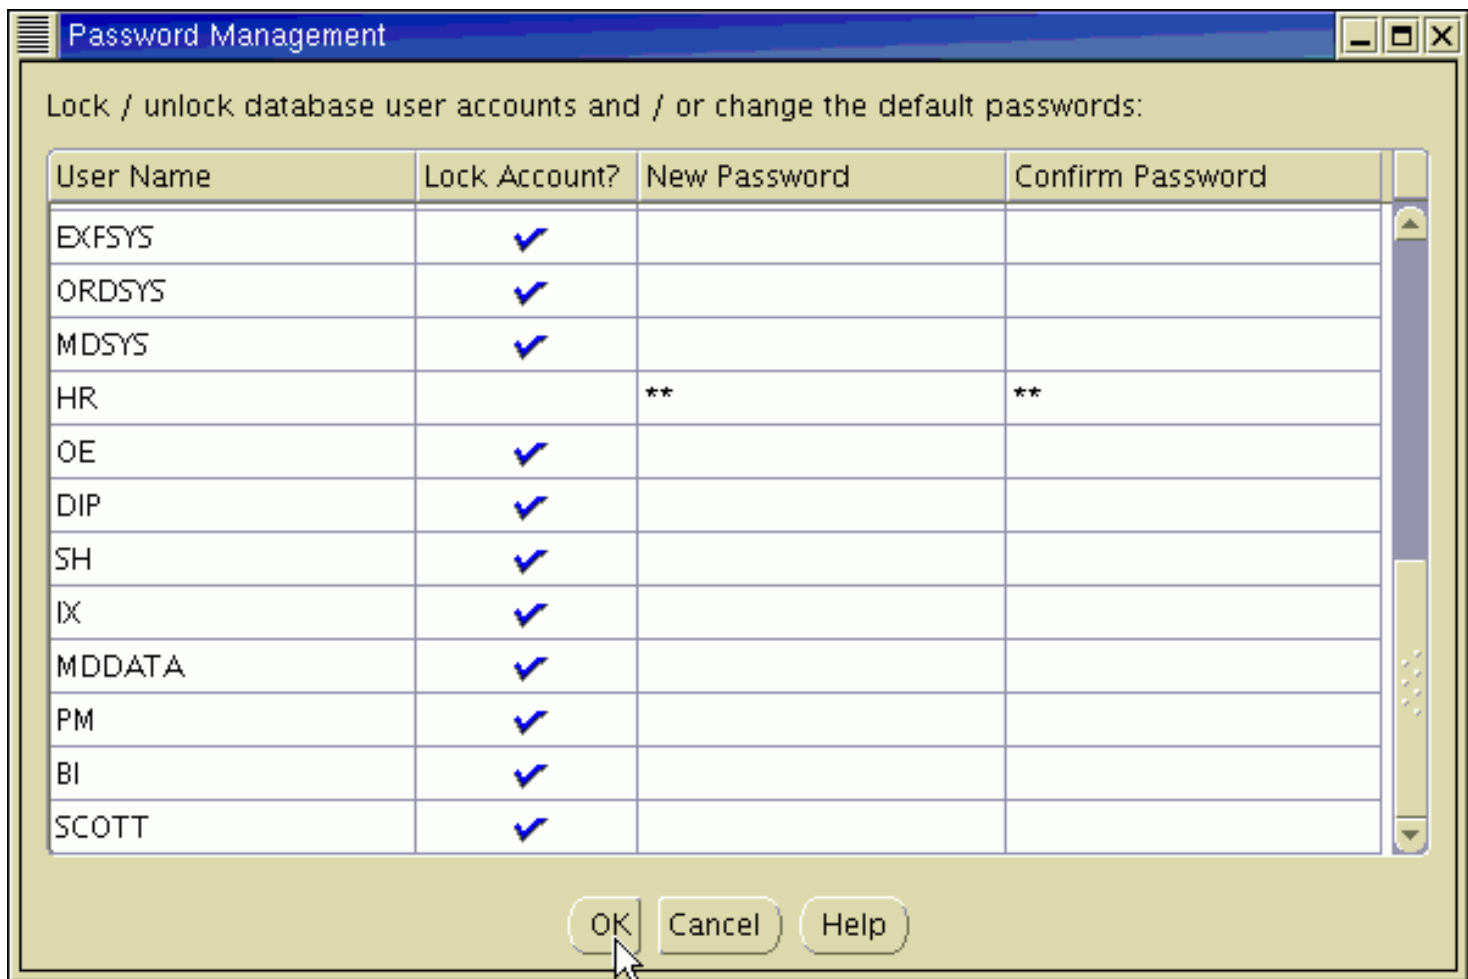 Password Management
Lock / unlock database user accounts and / or change the default passwords:
User Name Lock Account? New Password Confirm Password
EXFSYS
ORDSYS
MDSYS
HR ** **
OE
DIP
SH
IX
MDDATA
PM
BI
SCOTT
OK Cancel Help